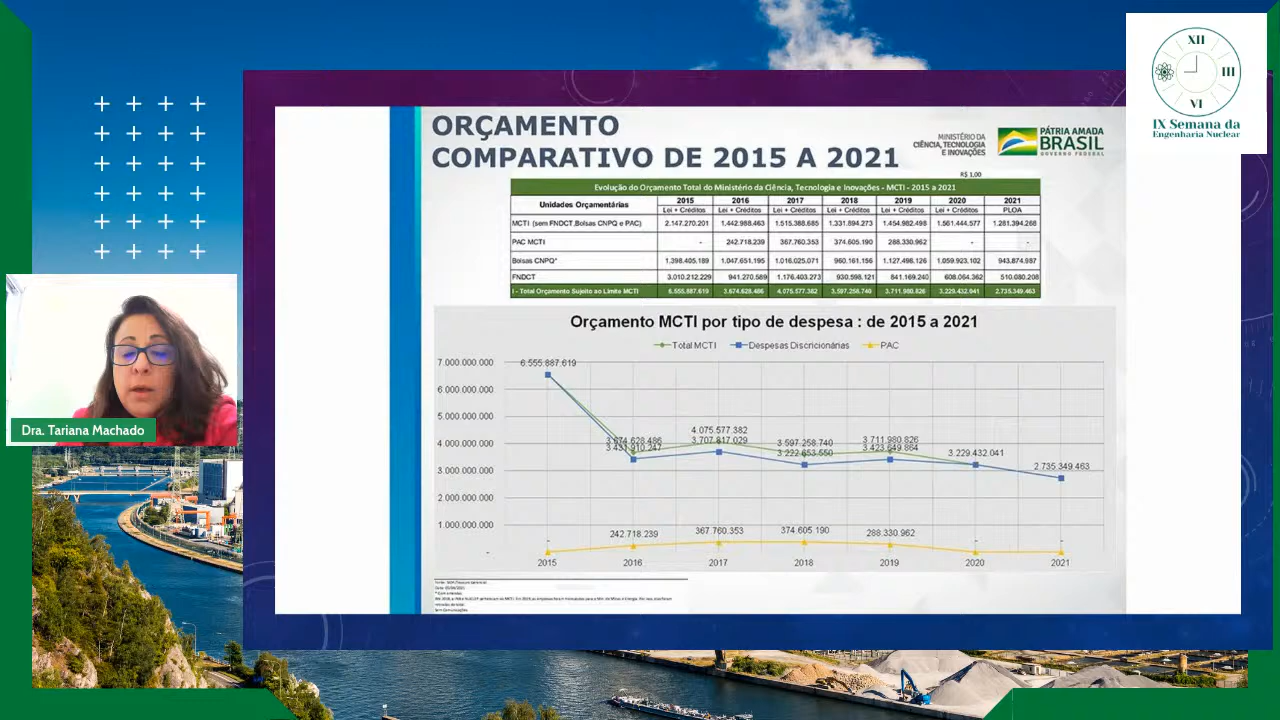 XII
III
VI
IX Semana da
Engenharia Nuclear
ORÇAMENTO
COMPARATIVO DE 2015 A 2021
MINISTÉRIO DA
CIÊNCIA, TECNOLOGIA
E INOVAÇÕES
PÁTRIA AMADA
BRASIL
GOVERNO FEDERAL
R$ 1,00
Evolução do Orçamento Total do Ministério da Ciência, Tecnologia e Inovações - MCTI - 2015 a 2021
Unidades Orçamentárias 2015 2016 2017 2018 2019 2020 2021
Lei + Créditos Lei + Créditos Lei + Créditos Lei + Créditos Lei + Créditos Lei + Créditos PLOA
MCTI (sem FNDCT,Bolsas CNPQ e PAC) 2.147.270.201 1.442.988.463 1.515.388.685 1.331.894.273 1.454.982.498 1.561.444.577 1.281.394.268
PAC MCTI - 242.718.239 367.760.353 374.605.190 288.330.962 - -
Bolsas CNPQ* 1.398.405.189 1.047.651.195 1.016.025.071 960.161.156 1.127.498.126 1.059.923.102 943.874.987
FNDCT 3.010.212.229 941.270.589 1.176.403.273 930.598.121 841.169.240 608.064.362 510.080.208
I - Total Orçamento Sujeito ao Limite MCTI 6.555.887.619 3.674.628.486 4.075.577.382 3.597.258.740 3.711.980.826 3.229.432.041 2.735.349.463
Orçamento MCTI por tipo de despesa : de 2015 a 2021
Total MCTI Despesas Discricionárias PAC
7.000.000.000
6.000.000.000
5.000.000.000
4.000.000.000
3.000.000.000
2.000.000.000
1.000.000.000
-
6.555.887.619
3.674.628.486
3.431.910.247
4.075.577.382
3.707.817.029
3.597.258.740
3.222.653.550
3.711.980.826
3.423.649.864
3.229.432.041
2.735.349.463
- 242.718.239 367.760.353 374.605.190 288.330.962 - -
2015 2016 2017 2018 2019 2020 2021
Dra. Tariana Machado